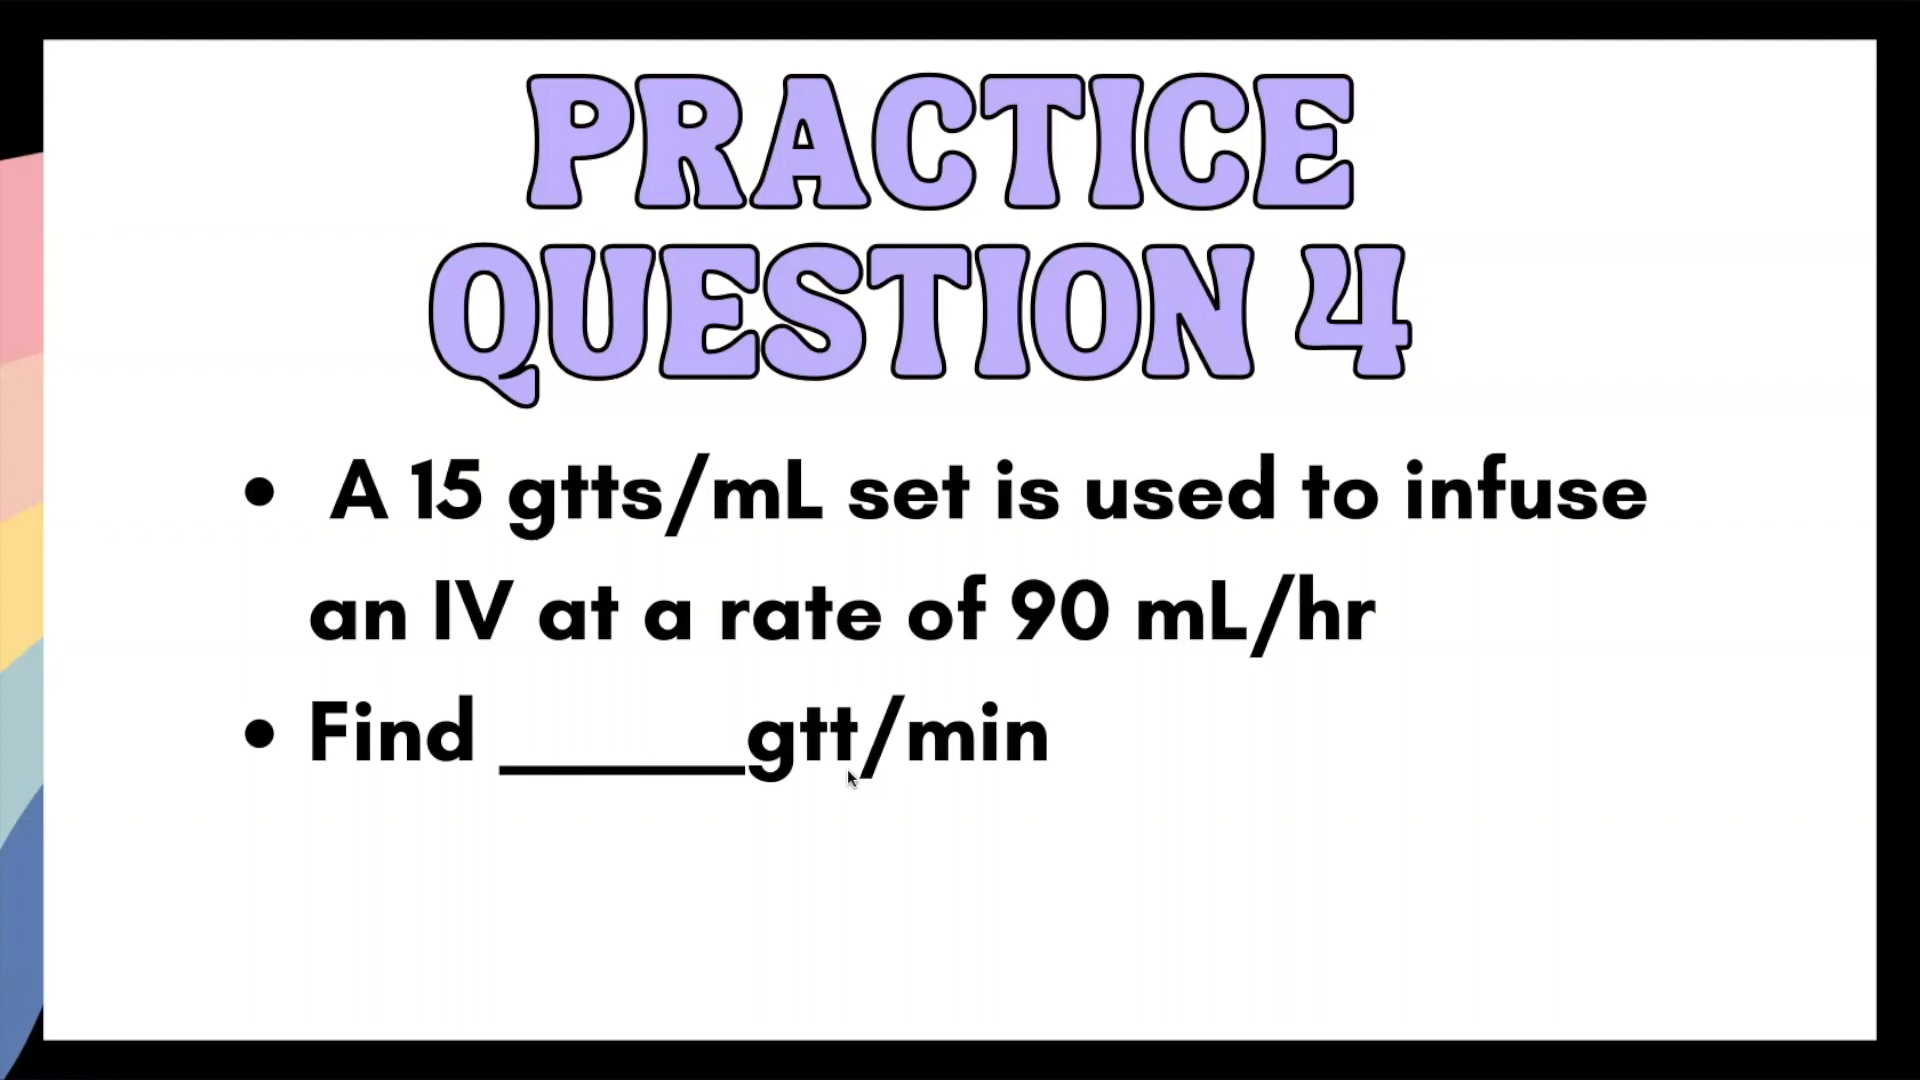 PRACTICE
QUESTION 4
• A 15 gtts/mL set is used to infuse
an IV at a rate of 90 mL/hr
• Find ______gtt/min